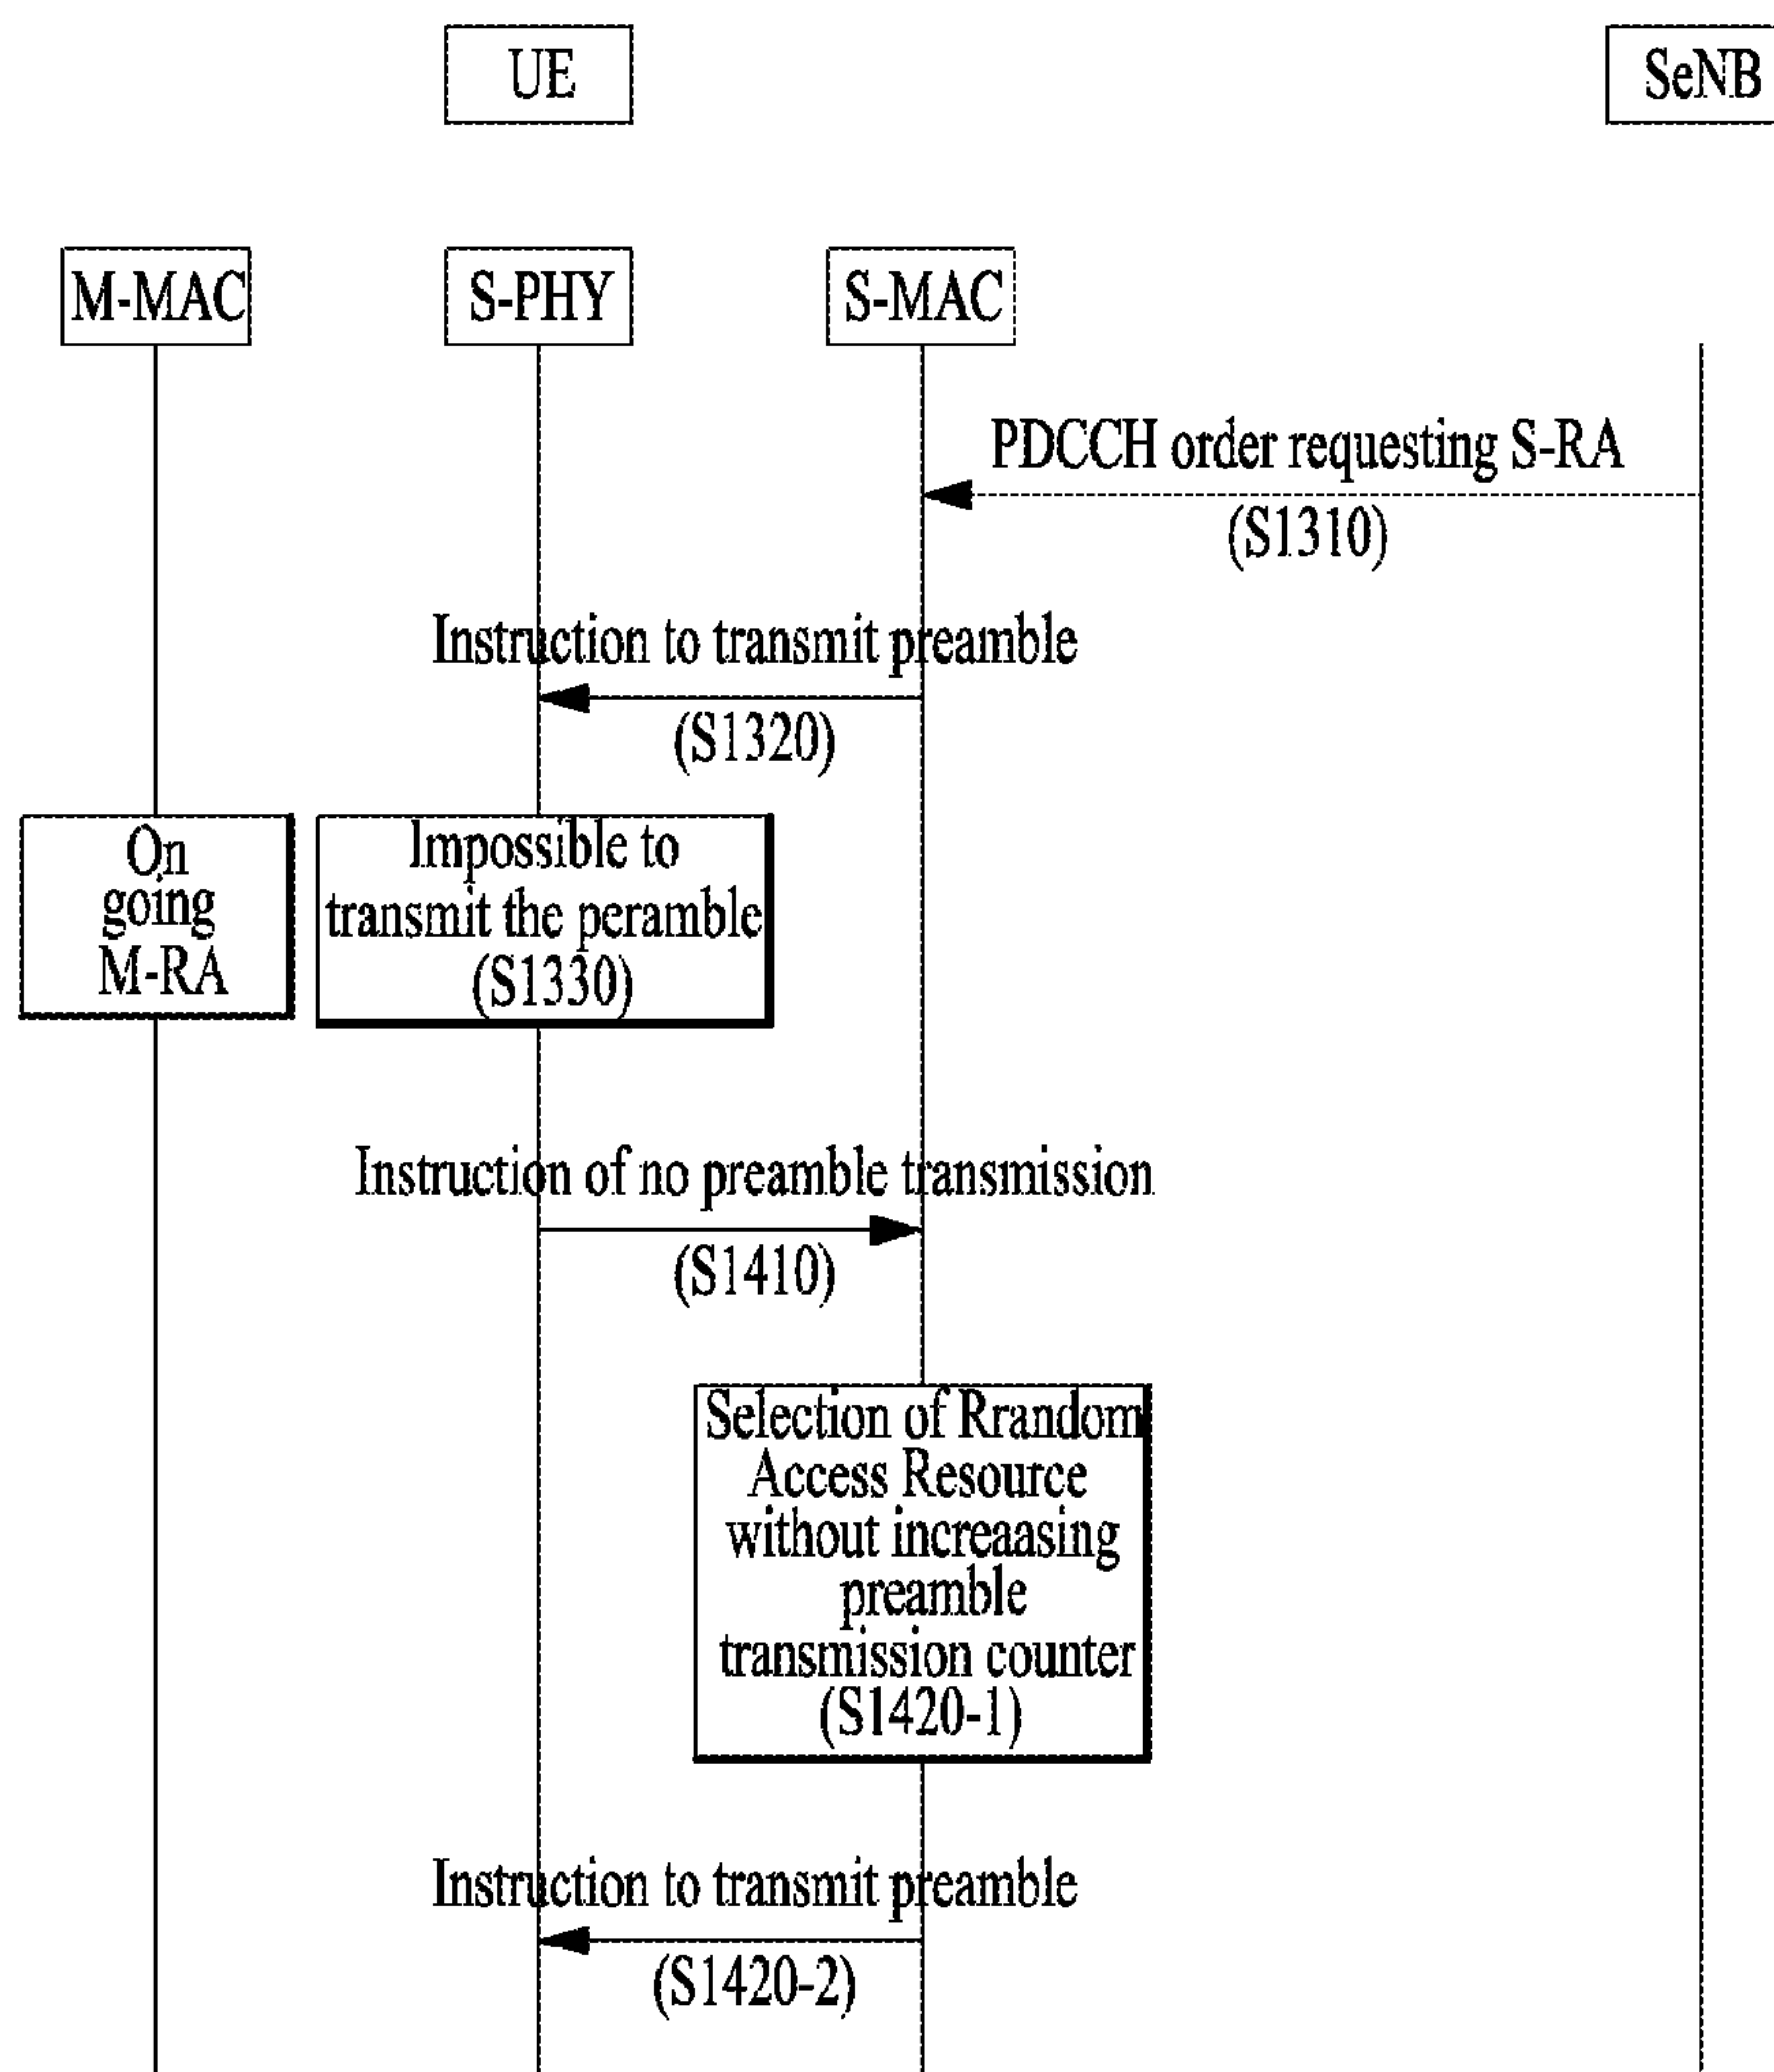 UE
SeNB
M-MAC
S-PHY
S-MAC
PDCCH order requesting S-RA
(S1310)
Instruction to transmit preamble
(S1320)
On
going
M-RA
Impossible to
transmit the peramble
(S1330)
Instruction of no preamble transmission
(S1410)
Selection of Rrandom
Access Resource
without increaasing
preamble
transmission counter
(S1420-1)
Instruction to transmit preamble
(S1420-2)